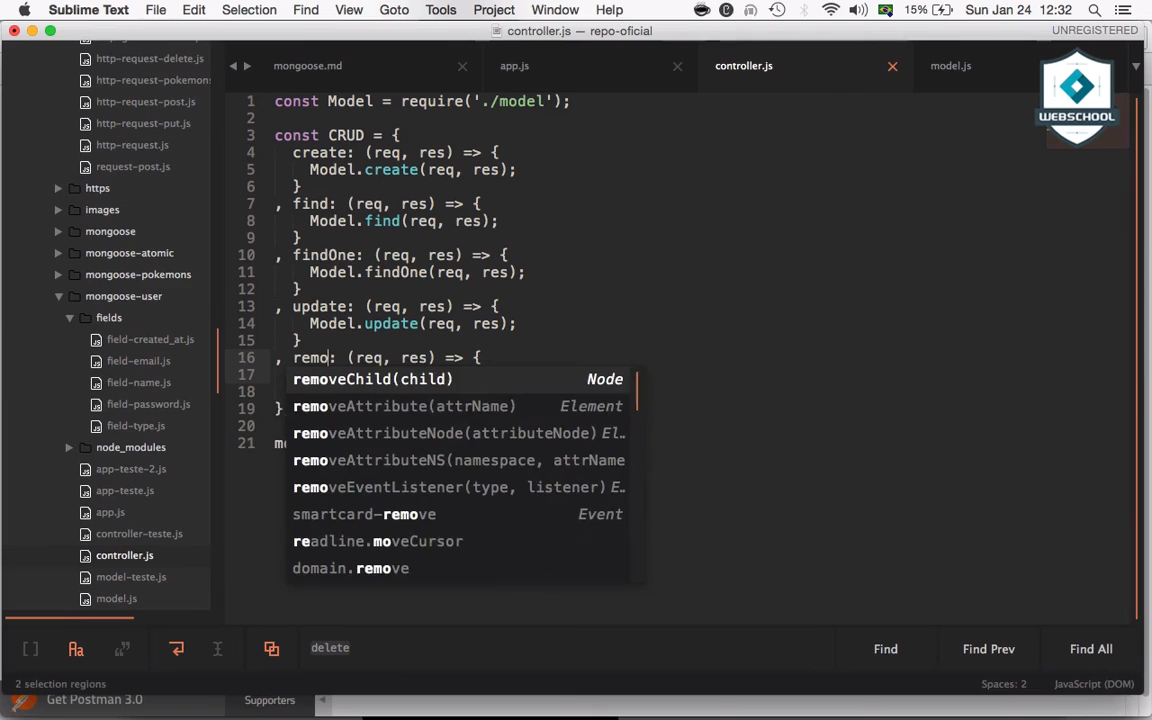 Sublime Text File Edit Selection Find View Goto Tools Project Window Help 15% Sun Jan 24 12:32
controller.js — repo-oficial UNREGISTERED
mongoose.md app.js controller.js model.js
WEBSCHOOL
http-request-delete.js
http-request-pokemons
http-request-post.js
http-request-put.js
http-request.js
request-post.js
https
images
mongoose
mongoose-atomic
mongoose-pokemons
mongoose-user
fields
field-created_at.js
field-email.js
field-name.js
field-password.js
field-type.js
node_modules
app-teste-2.js
app-teste.js
app.js
controller-teste.js
controller.js
model-teste.js
model.js
1 const Model = require('./model');
2
3 const CRUD = {
4 create: (req, res) => {
5 Model.create(req, res);
6 }
7 , find: (req, res) => {
8 Model.find(req, res);
9 }
10 , findOne: (req, res) => {
11 Model.findOne(req, res);
12 }
13 , update: (req, res) => {
14 Model.update(req, res);
15 }
16 , remo: (req, res) => {
17
18
19 }
20
21 mo
removeChild(child) Node
removeAttribute(attrName) Element
removeAttributeNode(attributeNode) El…
removeAttributeNS(namespace, attrName
removeEventListener(type, listener) E…
smartcard-remove Event
readline.moveCursor
domain.remove
delete Find Find Prev Find All
2 selection regions Spaces: 2 JavaScript (DOM)
Get Postman 3.0 Supporters